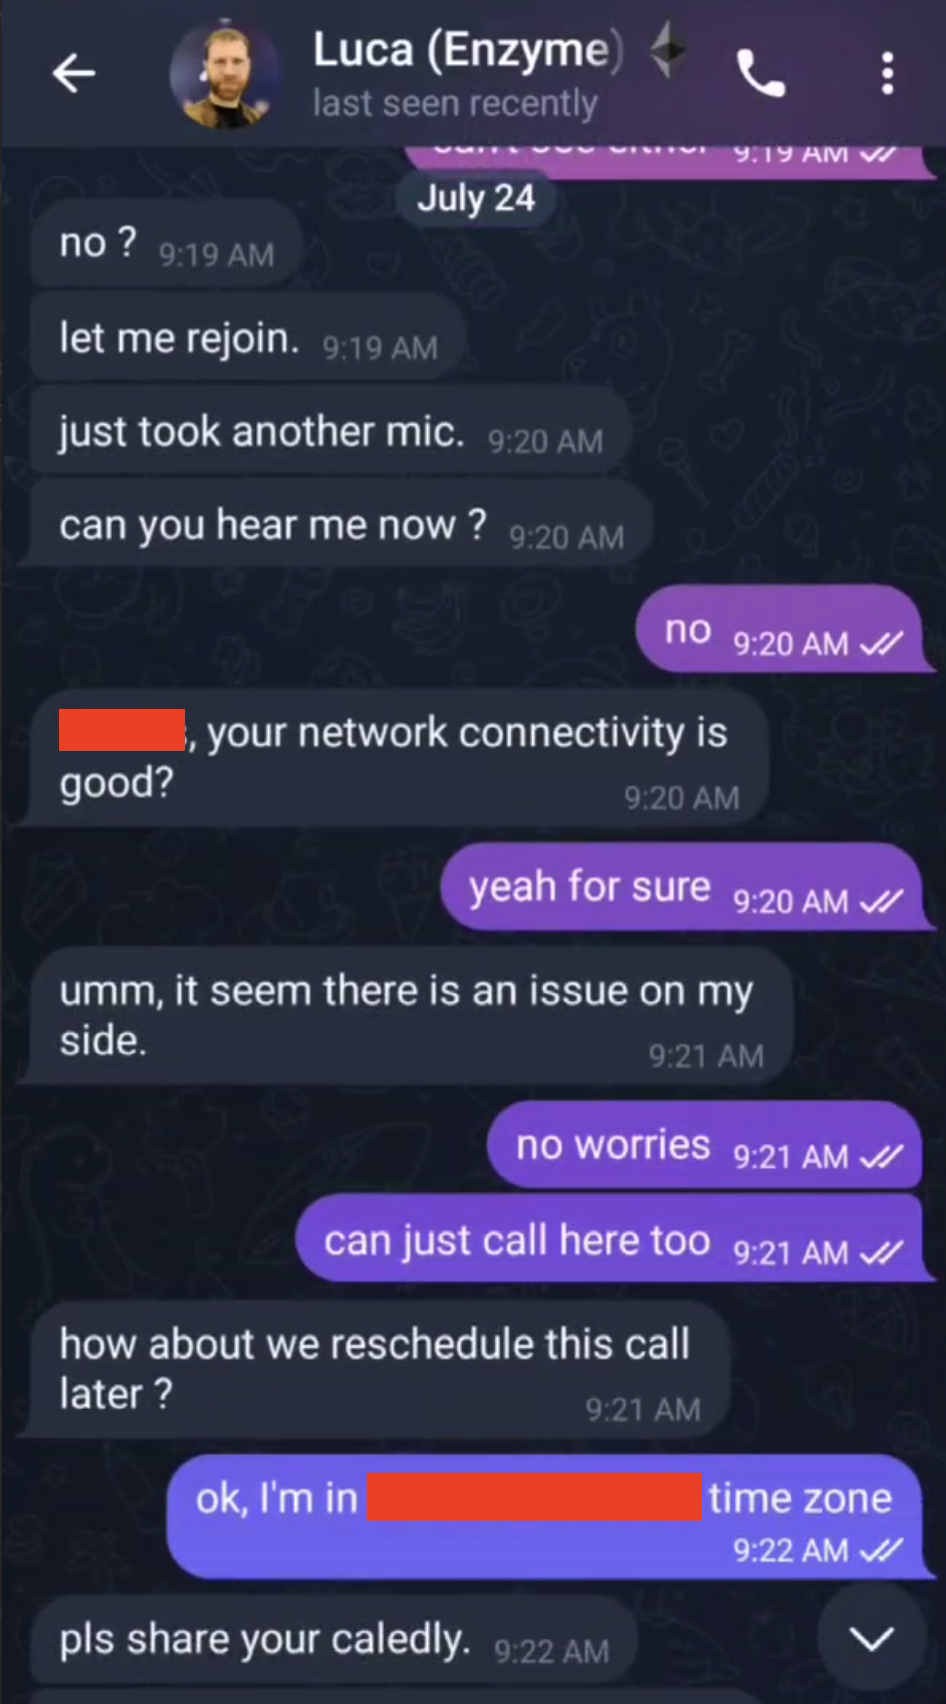 Luca (Enzyme)
last seen recently
9:19 AM
July 24
no ? 9:19 AM
let me rejoin. 9:19 AM
just took another mic. 9:20 AM
can you hear me now ? 9:20 AM
no 9:20 AM
, your network connectivity is
good? 9:20 AM
yeah for sure 9:20 AM
umm, it seem there is an issue on my
side. 9:21 AM
no worries 9:21 AM
can just call here too 9:21 AM
how about we reschedule this call
later ? 9:21 AM
ok, I'm in time zone
9:22 AM
pls share your caledly. 9:22 AM